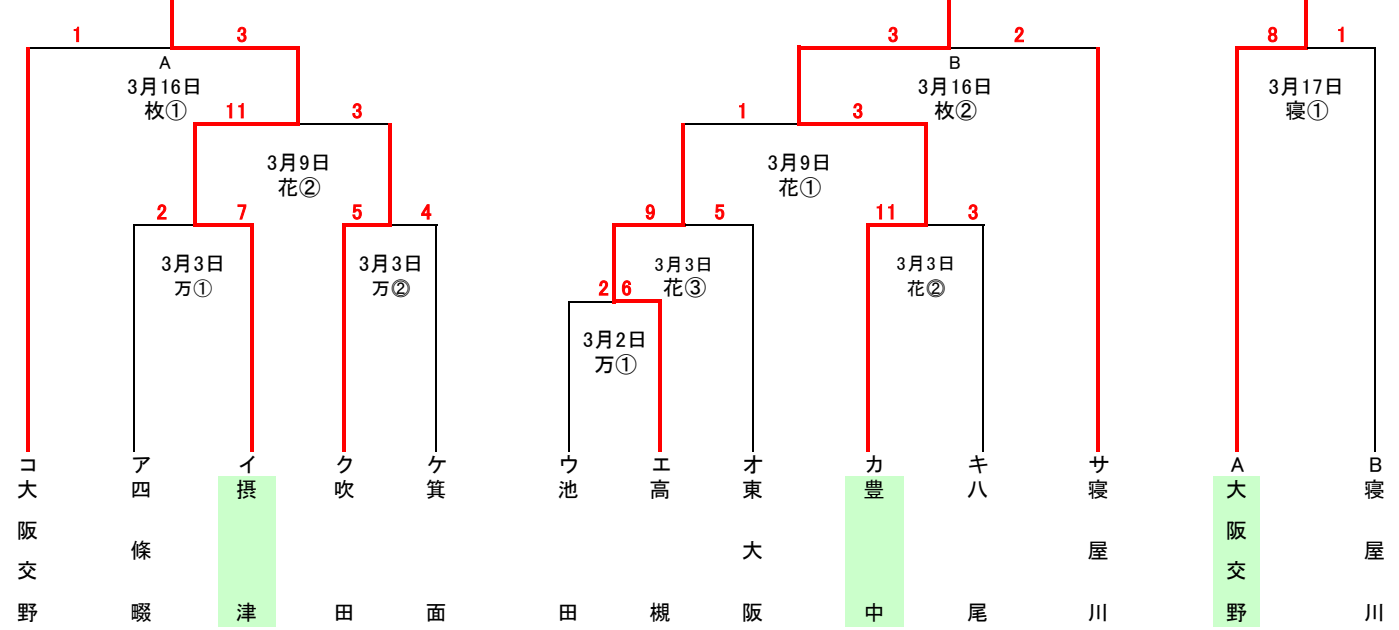 1 3 3 2 8 1
A B
3月16日 3月16日 3月17日
枚① 枚② 寝①
11 3 1 3
3月9日 3月9日
花② 花①
2 7 5 4 9 5 11 3
3月3日 3月3日 3月3日 3月3日
万① 万② 花③ 花②
2 6
3月2日
万①
コ 大阪交野
ア 四條畷
イ 摂津
ク 吹田
ケ 箕面
ウ 池田
エ 高槻
オ 東大阪
カ 豊中
キ 八尾
サ 寝屋川
A 大阪交野
B 寝屋川